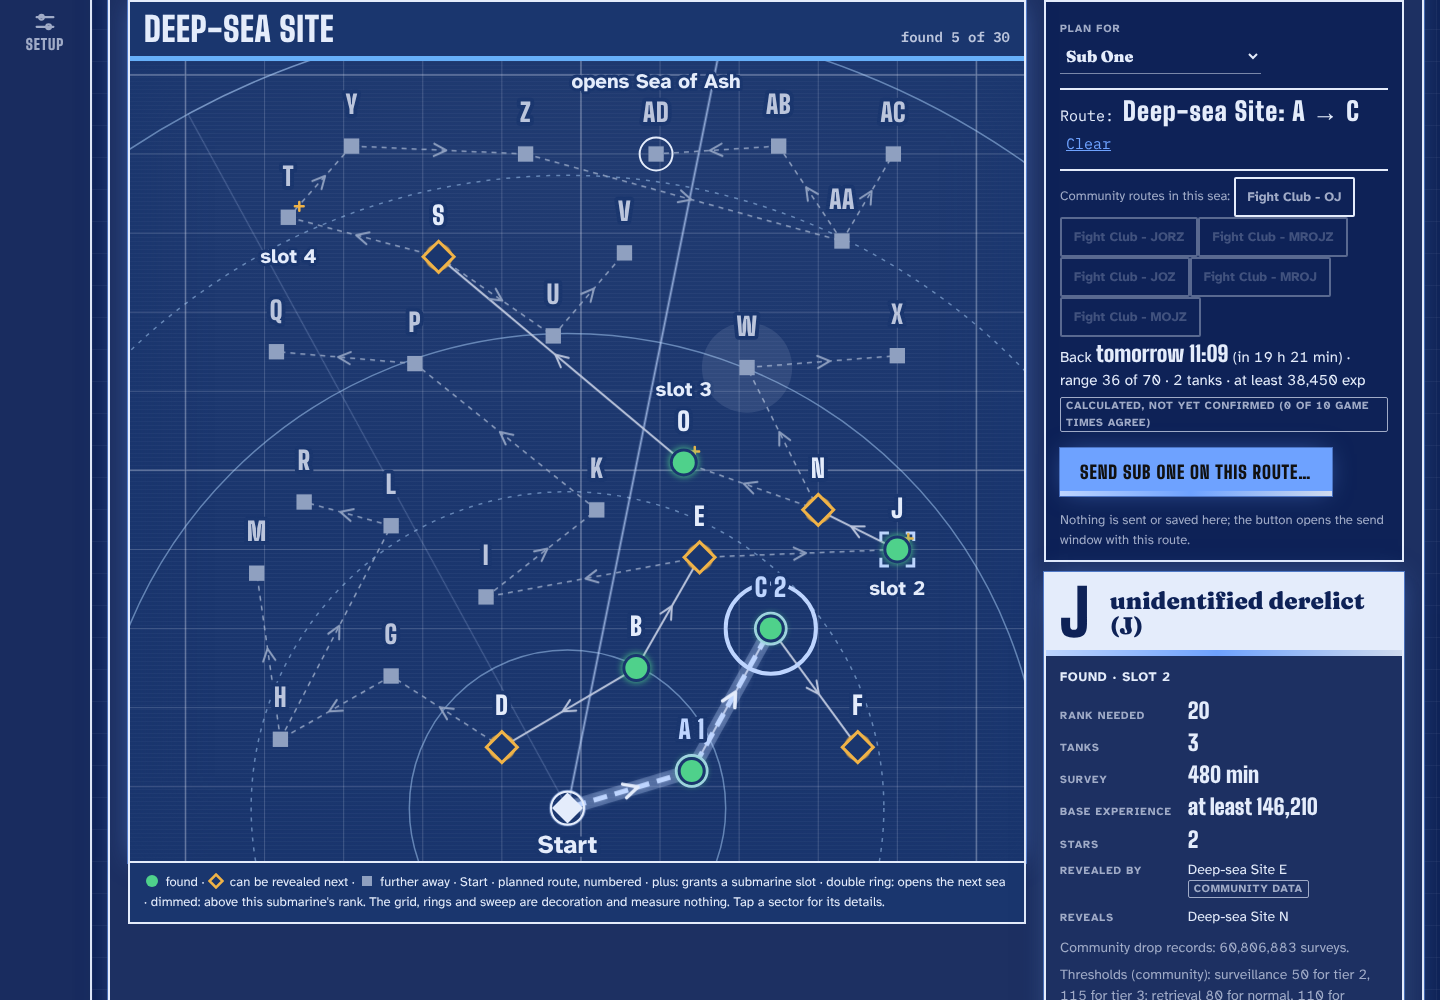 SETUP
DEEP-SEA SITE
found 5 of 30
opens Sea of Ash
Y
Z
AD
AB
AC
T
S
V
AA
slot 4
Q
P
U
W
X
slot 3
O
R
L
K
N
J
M
E
I
slot 2
C 2
B
G
H
D
A 1
F
Start
found · can be revealed next · further away · Start · planned route, numbered · plus: grants a submarine slot · double ring: opens the next sea
· dimmed: above this submarine's rank. The grid, rings and sweep are decoration and measure nothing. Tap a sector for its details.
PLAN FOR
Sub One
Route: Deep-sea Site: A → C
Clear
Community routes in this sea: Fight Club - OJ
Fight Club - JORZ Fight Club - MROJZ
Fight Club - JOZ Fight Club - MROJ
Fight Club - MOJZ
Back tomorrow 11:09 (in 19 h 21 min) ·
range 36 of 70 · 2 tanks · at least 38,450 exp
CALCULATED, NOT YET CONFIRMED (0 OF 10 GAME
TIMES AGREE)
SEND SUB ONE ON THIS ROUTE...
Nothing is sent or saved here; the button opens the send
window with this route.
J unidentified derelict
(J)
FOUND · SLOT 2
RANK NEEDED 20
TANKS 3
SURVEY 480 min
BASE EXPERIENCE at least 146,210
STARS 2
REVEALED BY Deep-sea Site E
COMMUNITY DATA
REVEALS Deep-sea Site N
Community drop records: 60,806,883 surveys.
Thresholds (community): surveillance 50 for tier 2,
115 for tier 3; retrieval 80 for normal, 110 for